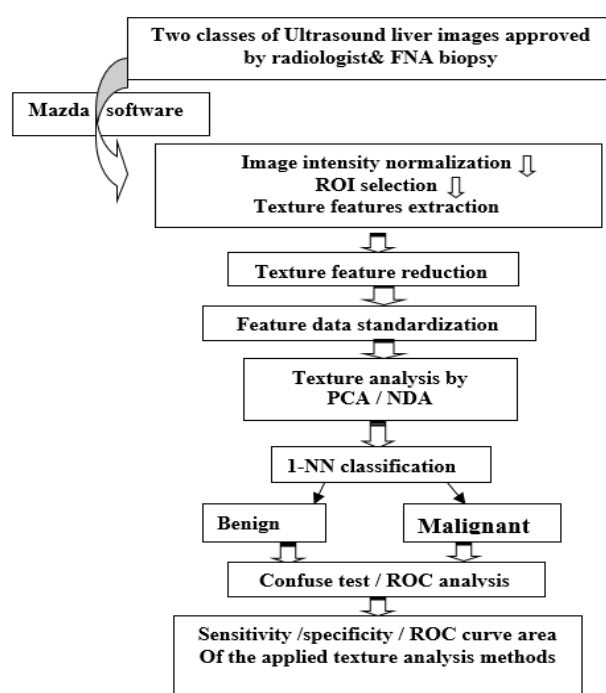 Two classes of Ultrasound liver images approved
by radiologist& FNA biopsy
Mazda software
Image intensity normalization
ROI selection
Texture features extraction
Texture feature reduction
Feature data standardization
Texture analysis by
PCA / NDA
1-NN classification
Benign
Malignant
Confuse test / ROC analysis
Sensitivity /specificity / ROC curve area
Of the applied texture analysis methods